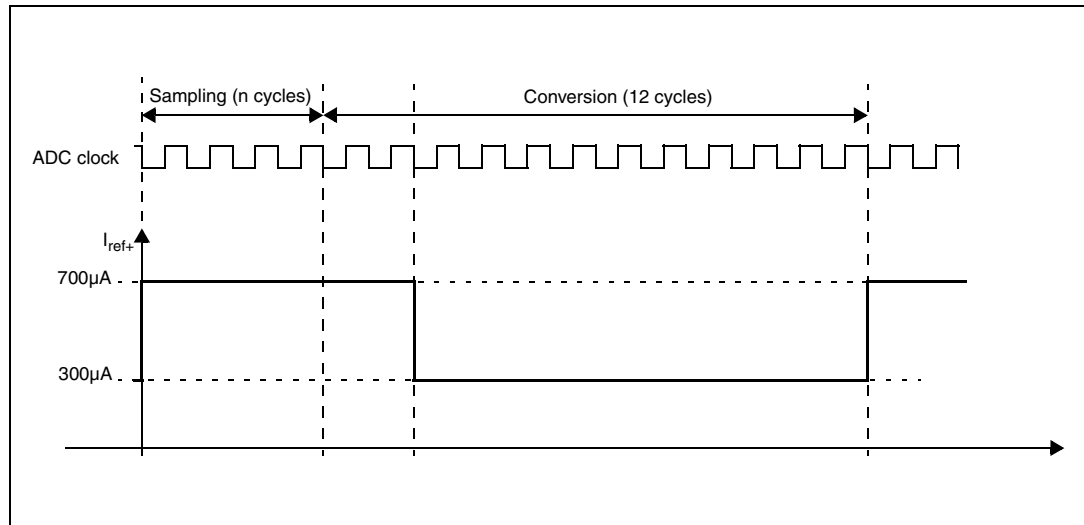 Sampling (n cycles)
Conversion (12 cycles)
ADC clock
Iref+
700µA
300µA